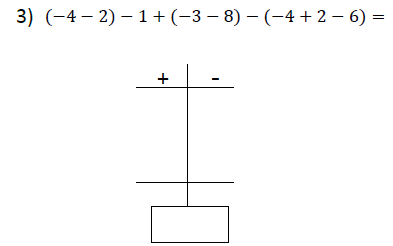 3) (−4 − 2) − 1 + (−3 − 8) − (−4 + 2 − 6) =
+ -